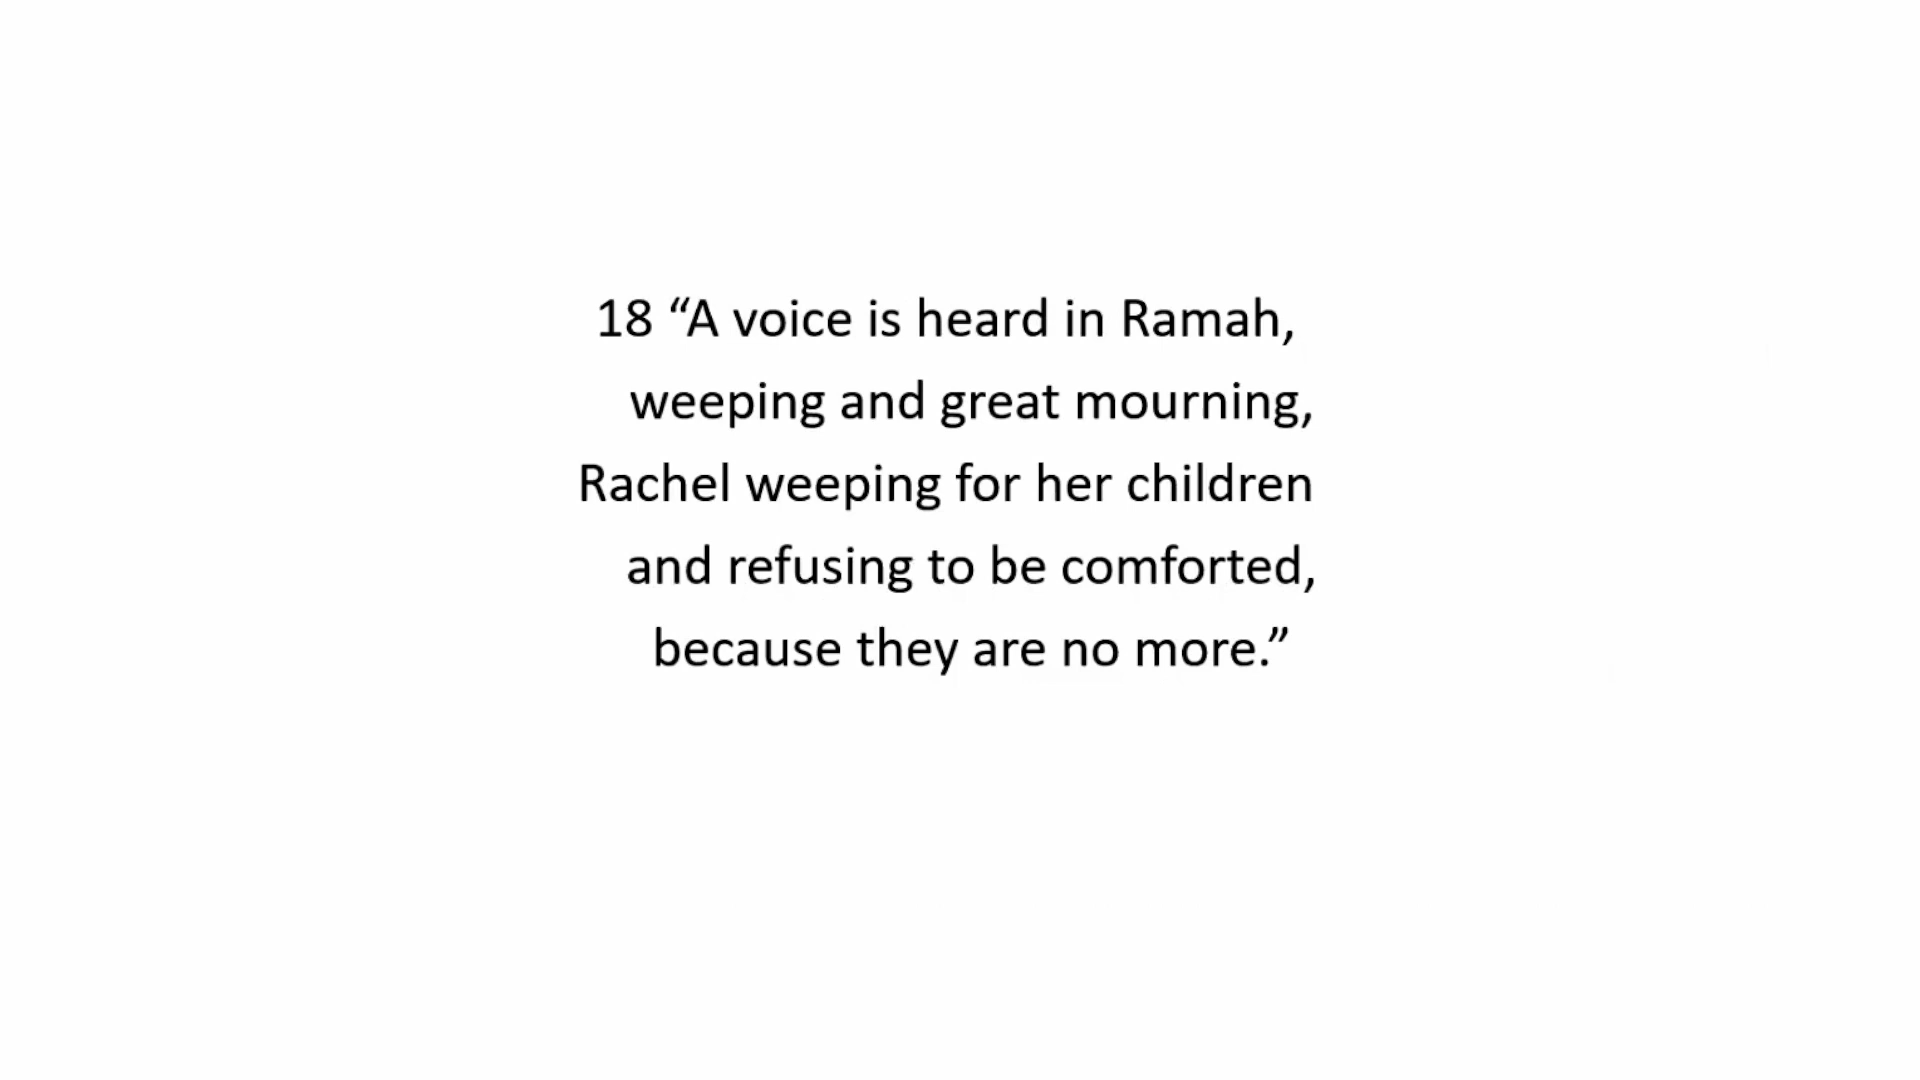 18 “A voice is heard in Ramah,
weeping and great mourning,
Rachel weeping for her children
and refusing to be comforted,
because they are no more.”